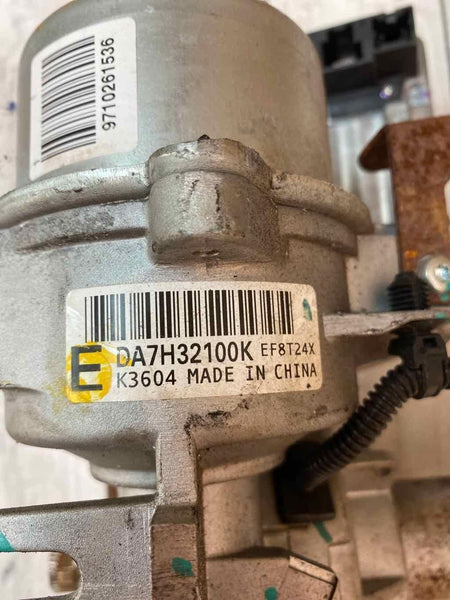 9710261536
E DA7H32100K EF8T24X
K3604 MADE IN CHINA